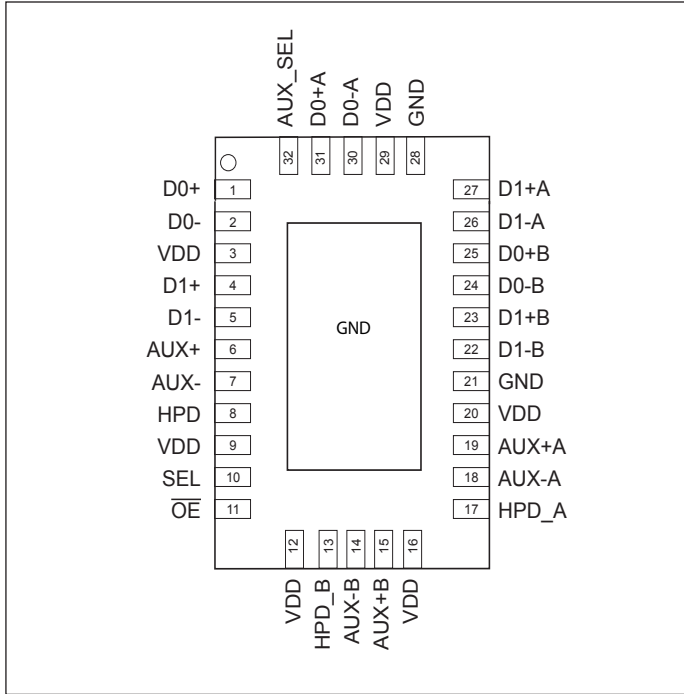 AUX_SEL
D0+A
D0-A
VDD
GND
32
31
30
29
28
D0+ 1
D0- 2
VDD 3
D1+ 4
D1- 5
AUX+ 6
AUX- 7
HPD 8
VDD 9
SEL 10
OE 11
GND
27 D1+A
26 D1-A
25 D0+B
24 D0-B
23 D1+B
22 D1-B
21 GND
20 VDD
19 AUX+A
18 AUX-A
17 HPD_A
12
13
14
15
16
VDD
HPD_B
AUX-B
AUX+B
VDD